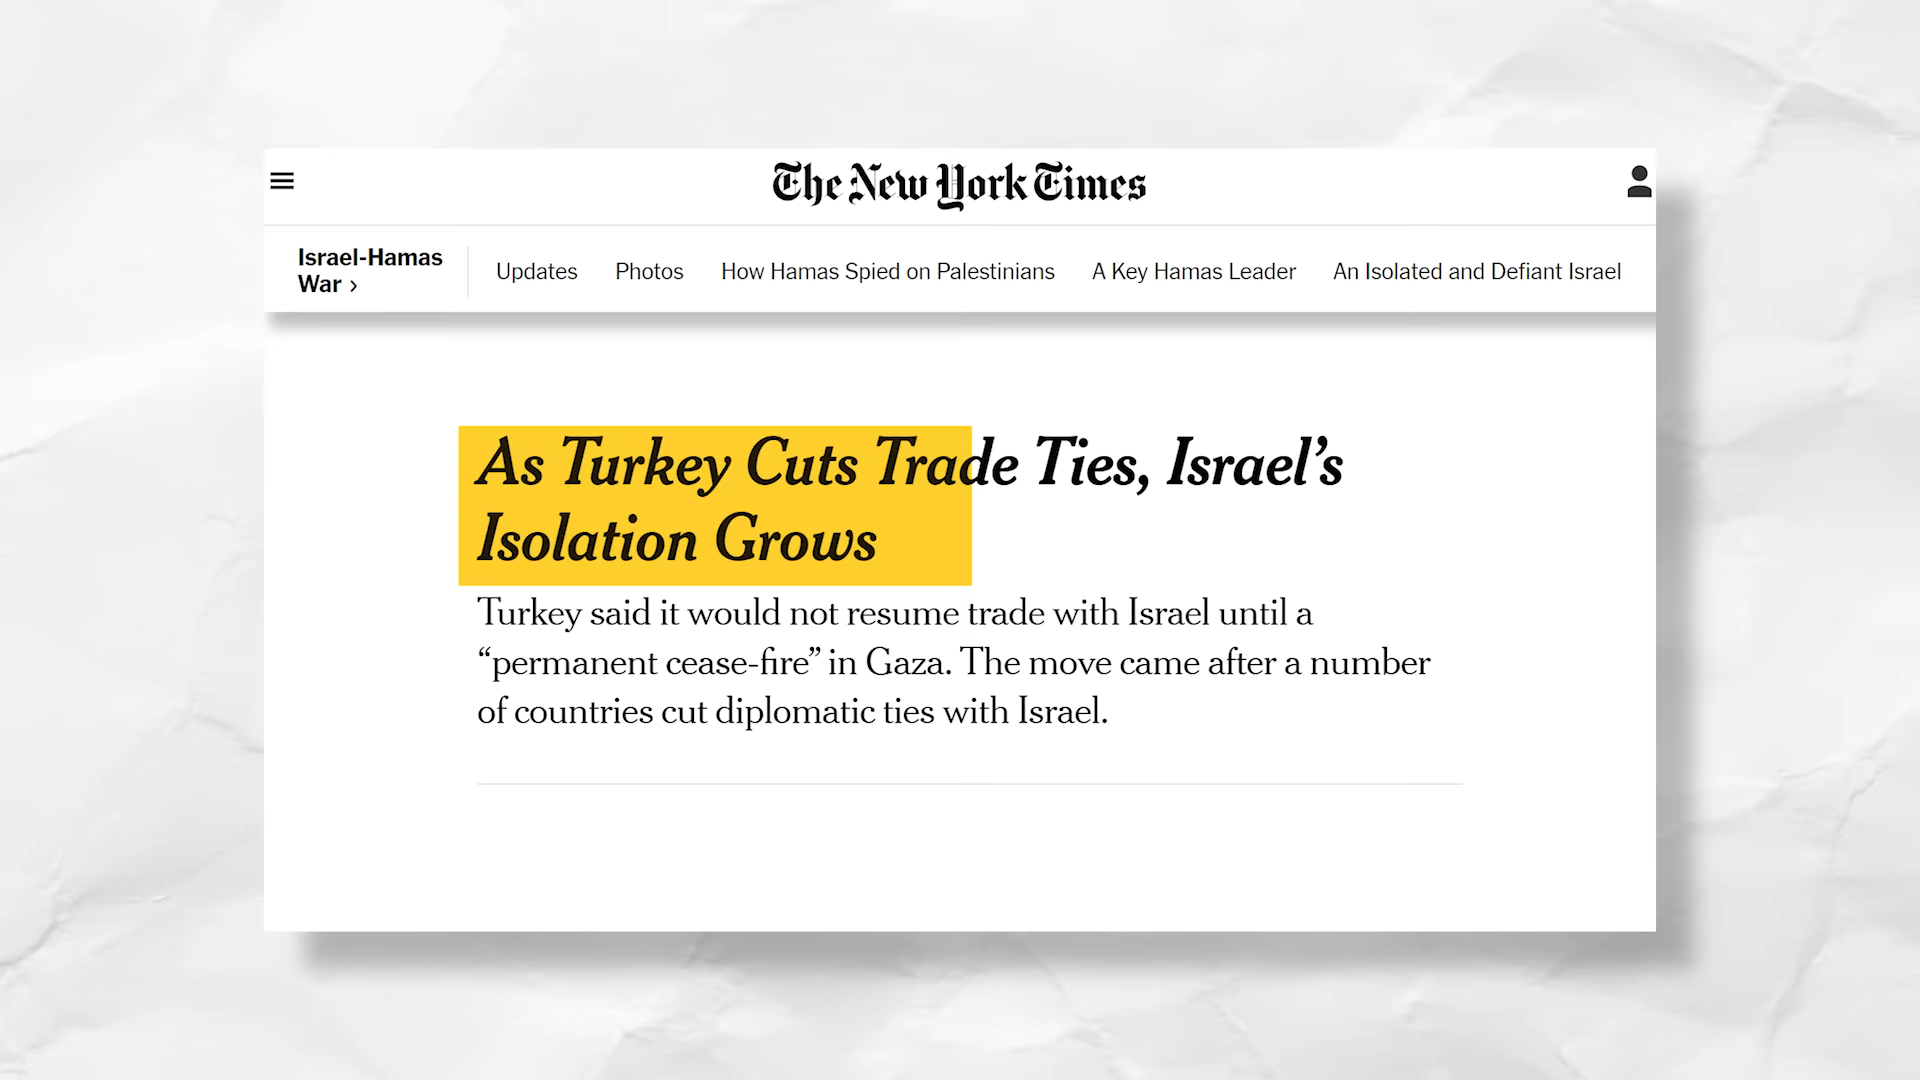 The New York Times
Israel-Hamas
War ›
Updates
Photos
How Hamas Spied on Palestinians
A Key Hamas Leader
An Isolated and Defiant Israel
As Turkey Cuts Trade Ties, Israel’s
Isolation Grows
Turkey said it would not resume trade with Israel until a
“permanent cease-fire” in Gaza. The move came after a number
of countries cut diplomatic ties with Israel.